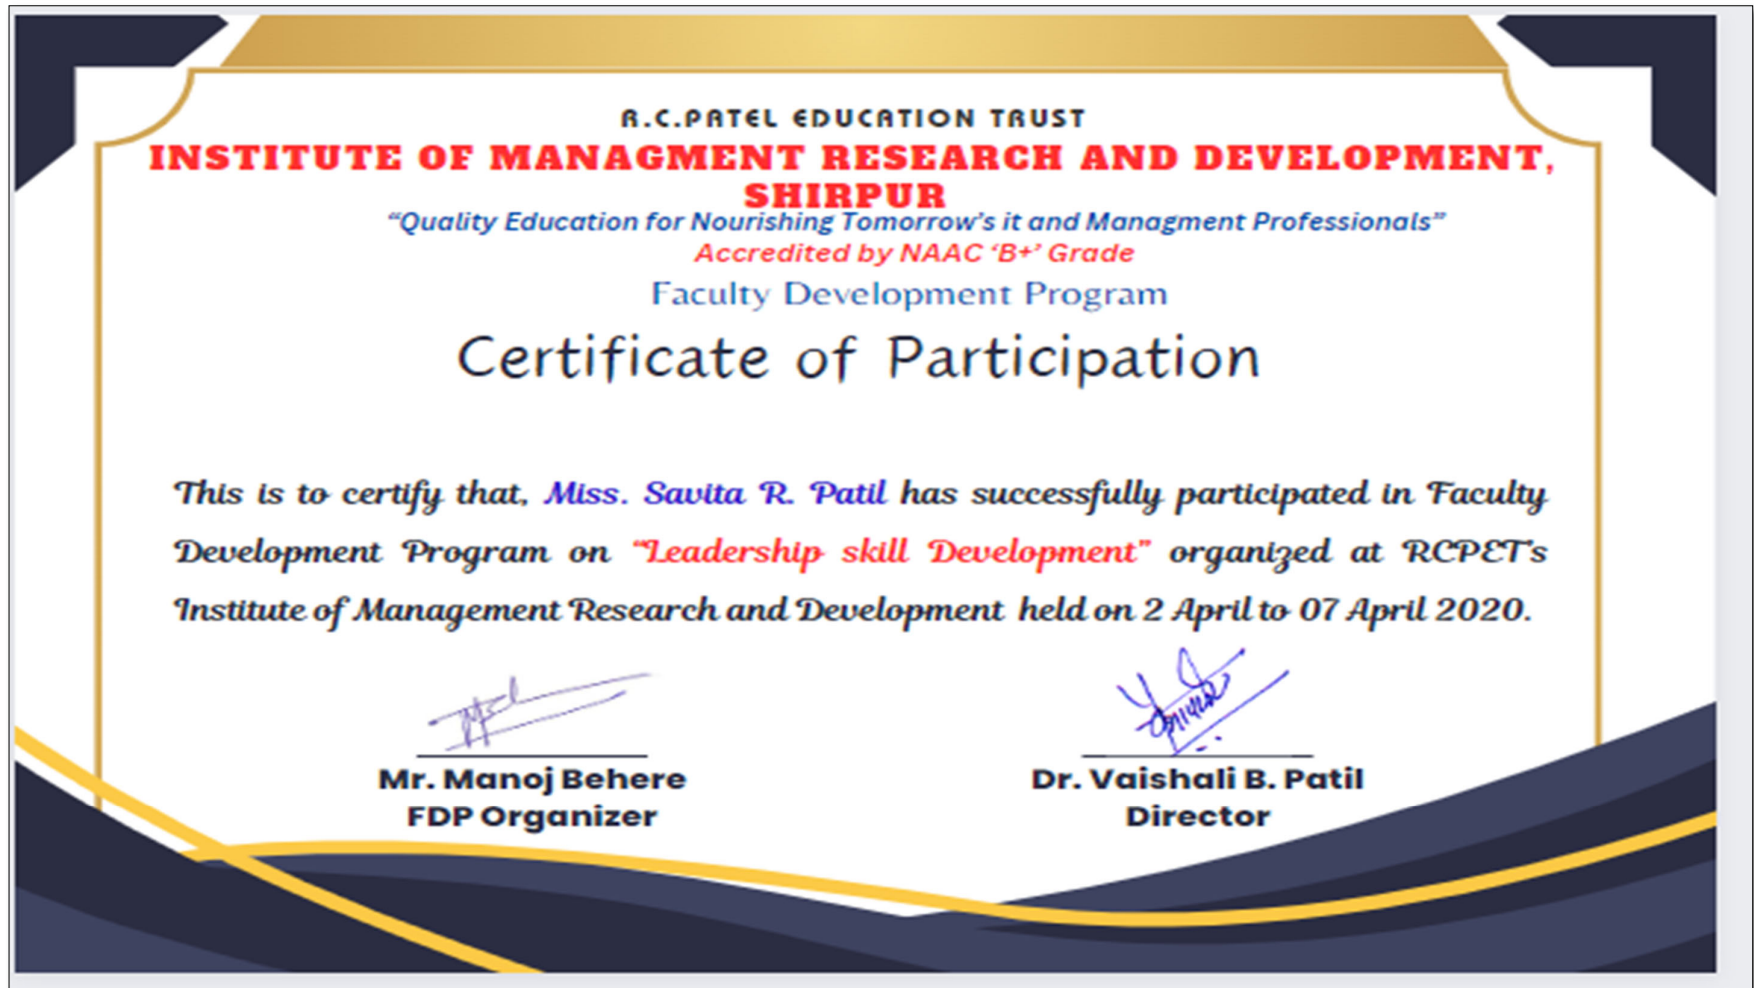 R.C.PATEL EDUCATION TRUST
INSTITUTE OF MANAGMENT RESEARCH AND DEVELOPMENT,
SHIRPUR
“Quality Education for Nourishing Tomorrow's it and Managment Professionals”
Accredited by NAAC ‘B+’ Grade
Faculty Development Program
Certificate of Participation
This is to certify that, Miss. Savita R. Patil has successfully participated in Faculty
Development Program on “Leadership skill Development” organized at RCPET's
Institute of Management Research and Development held on 2 April to 07 April 2020.
Mr. Manoj Behere
FDP Organizer
Dr. Vaishali B. Patil
Director